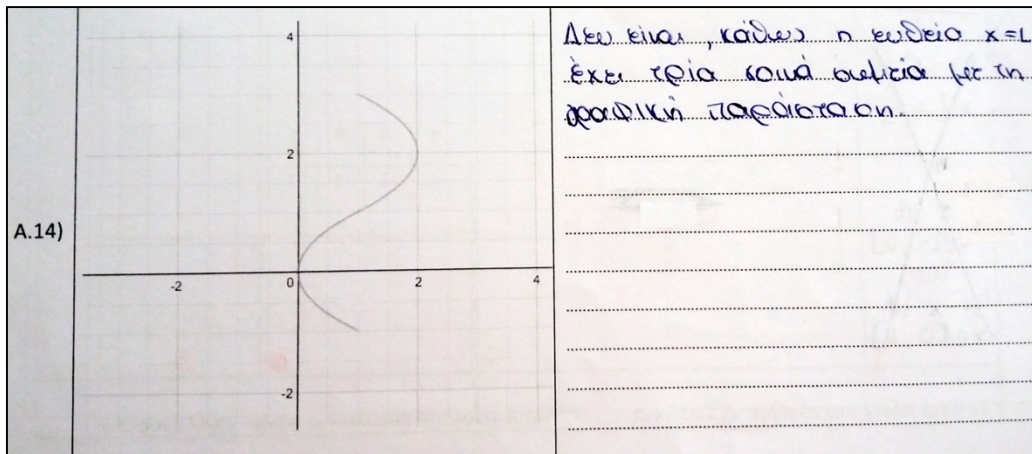 4
Δεν είναι, καθώς η ευθεία x=1
έχει τρία κοινά σημεία με τη
γραφική παράσταση.
2
Α.14)
-2
0
2
4
-2